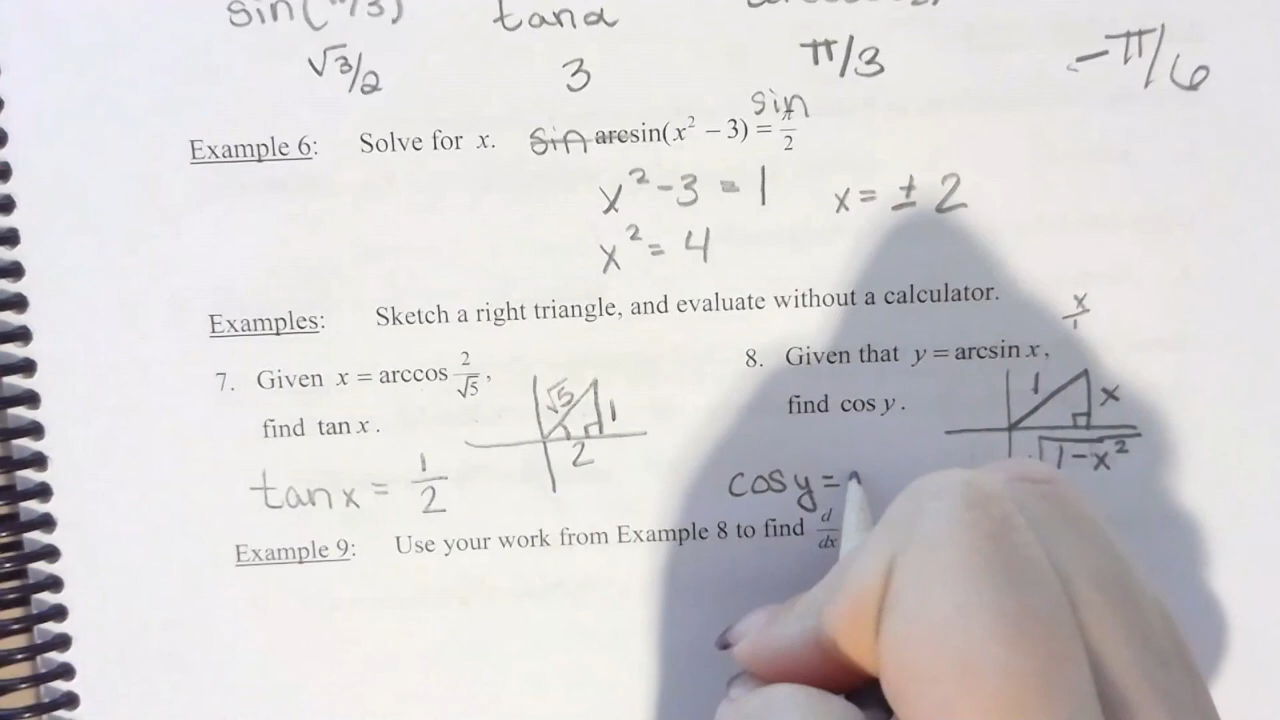 sin(π/3) tan α
√3/2 3 π/3 -π/6
Example 6: Solve for x. sin arcsin(x² − 3) = sin π/2
x² - 3 = 1 x = ± 2
x² = 4
Examples: Sketch a right triangle, and evaluate without a calculator.
x/1
7. Given x = arccos 2/√5,
find tan x.
√5 1
2
tan x = 1/2
8. Given that y = arcsin x,
find cos y.
1 x
√1-x²
cos y =
Example 9: Use your work from Example 8 to find d/dx